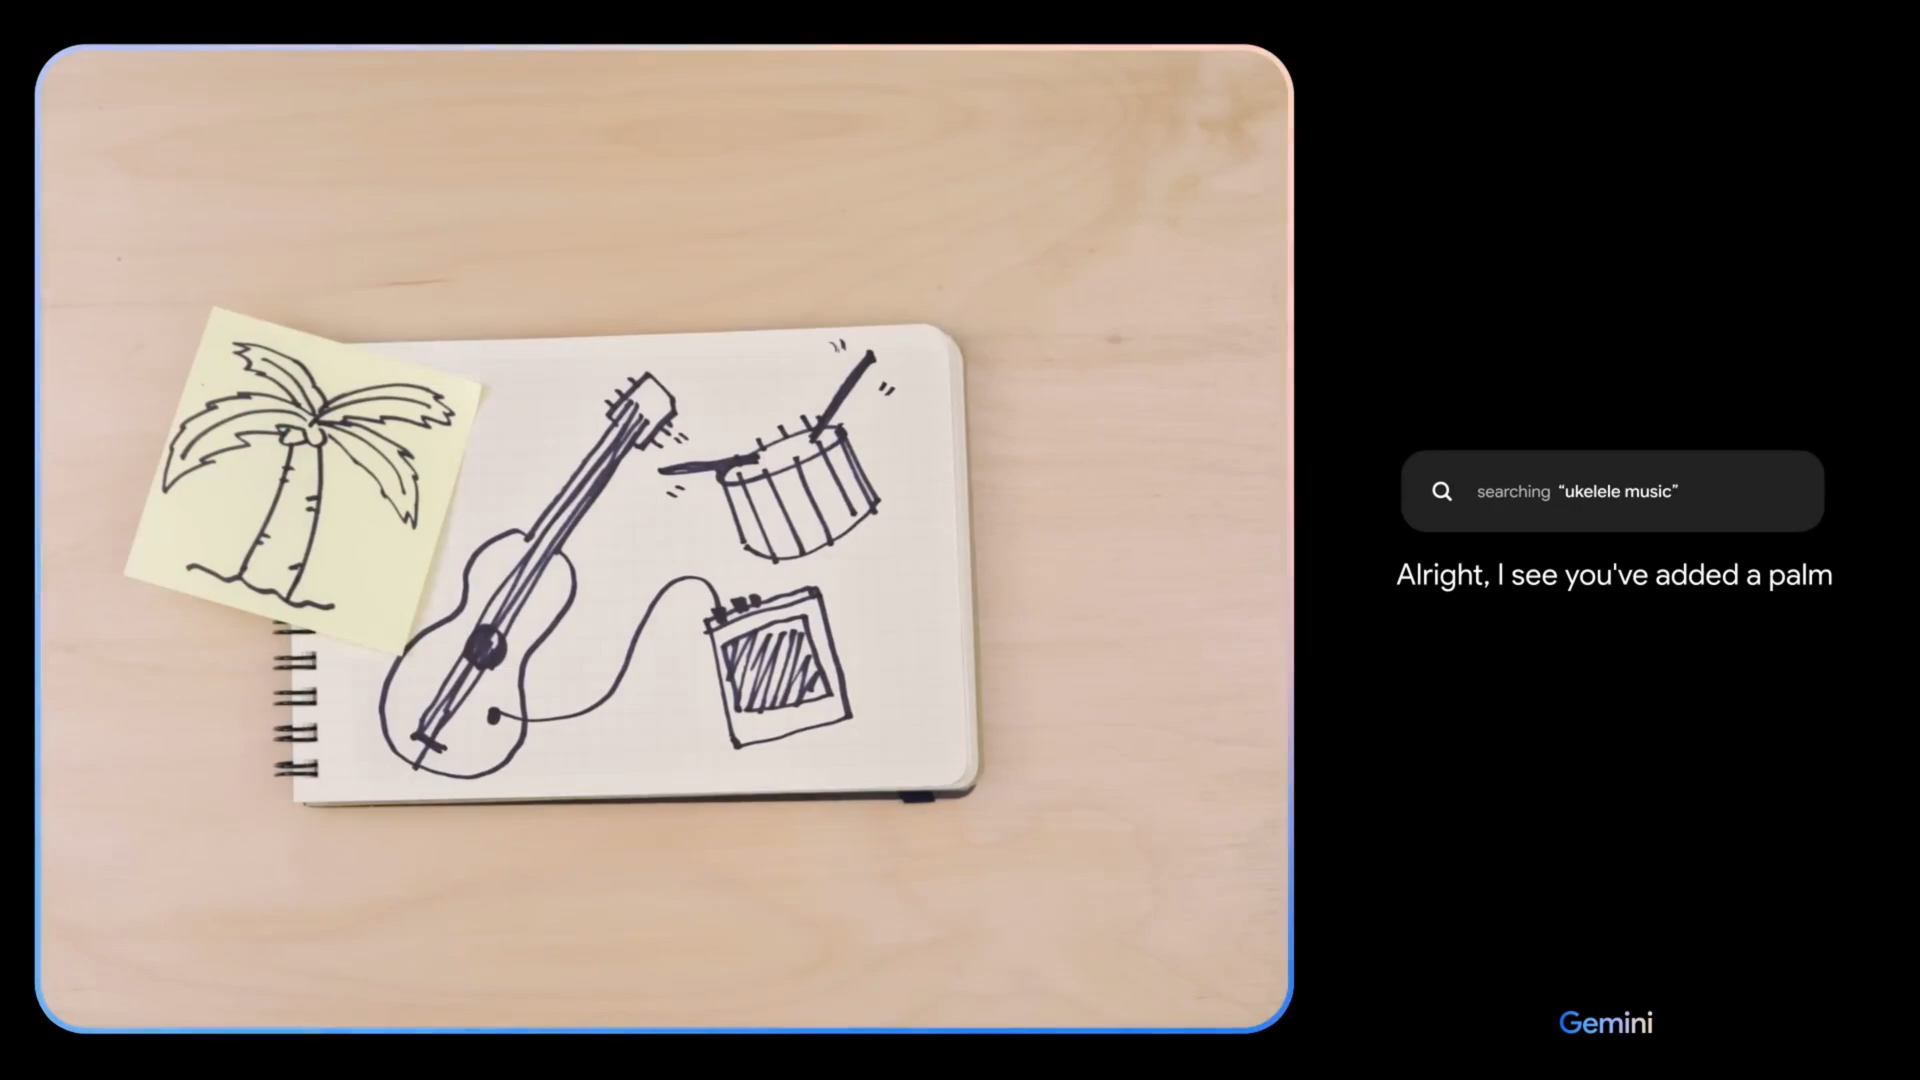 searching “ukelele music”
Alright, I see you've added a palm
Gemini